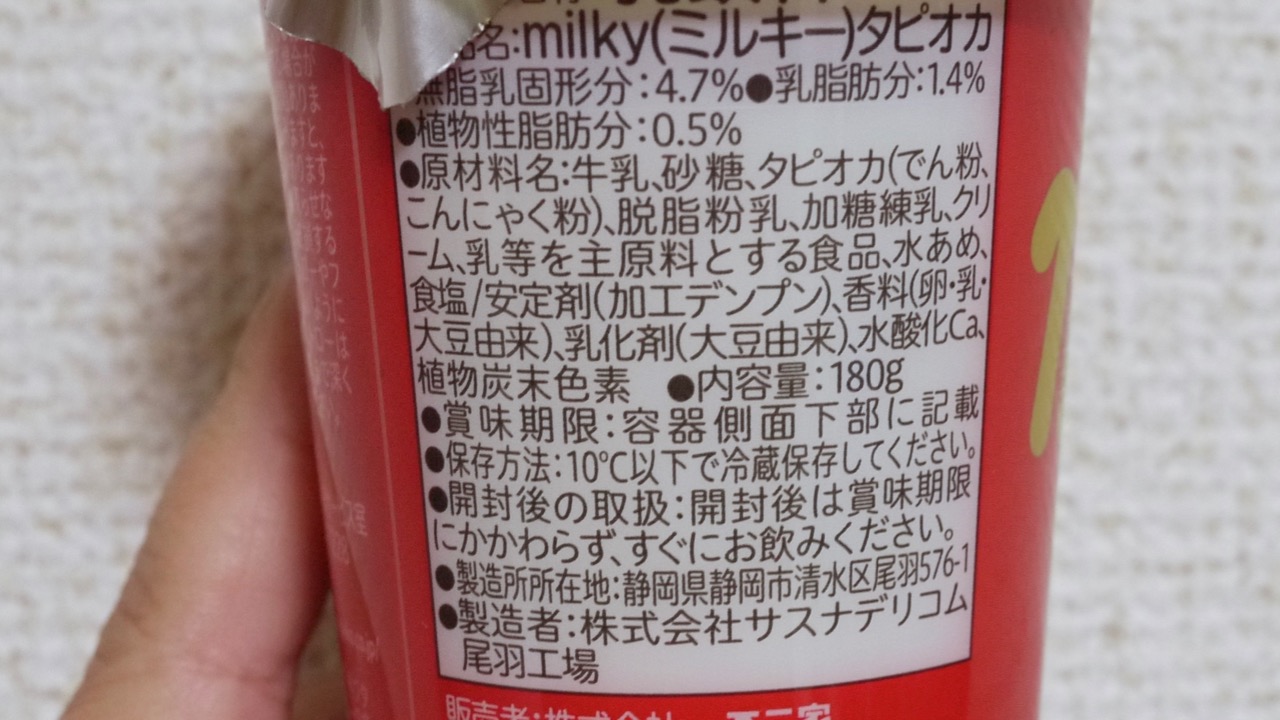 名:milky(ミルキー)タピオカ
無脂乳固形分:4.7%●乳脂肪分:1.4%
●植物性脂肪分:0.5%
●原材料名:牛乳、砂糖、タピオカ(でん粉、
こんにゃく粉)、脱脂粉乳、加糖練乳、クリ
ーム、乳等を主原料とする食品、水あめ、
食塩/安定剤(加工デンプン)、香料(卵・乳・
大豆由来)、乳化剤(大豆由来)、水酸化Ca、
植物炭末色素 ●内容量:180g
●賞味期限:容器側面下部に記載
●保存方法:10℃以下で冷蔵保存してください。
●開封後の取扱:開封後は賞味期限
にかかわらず、すぐにお飲みください。
●製造所所在地:静岡県静岡市清水区尾羽576-1
●製造者:株式会社サスナデリコム
尾羽工場
販売者:株式会社 不二家